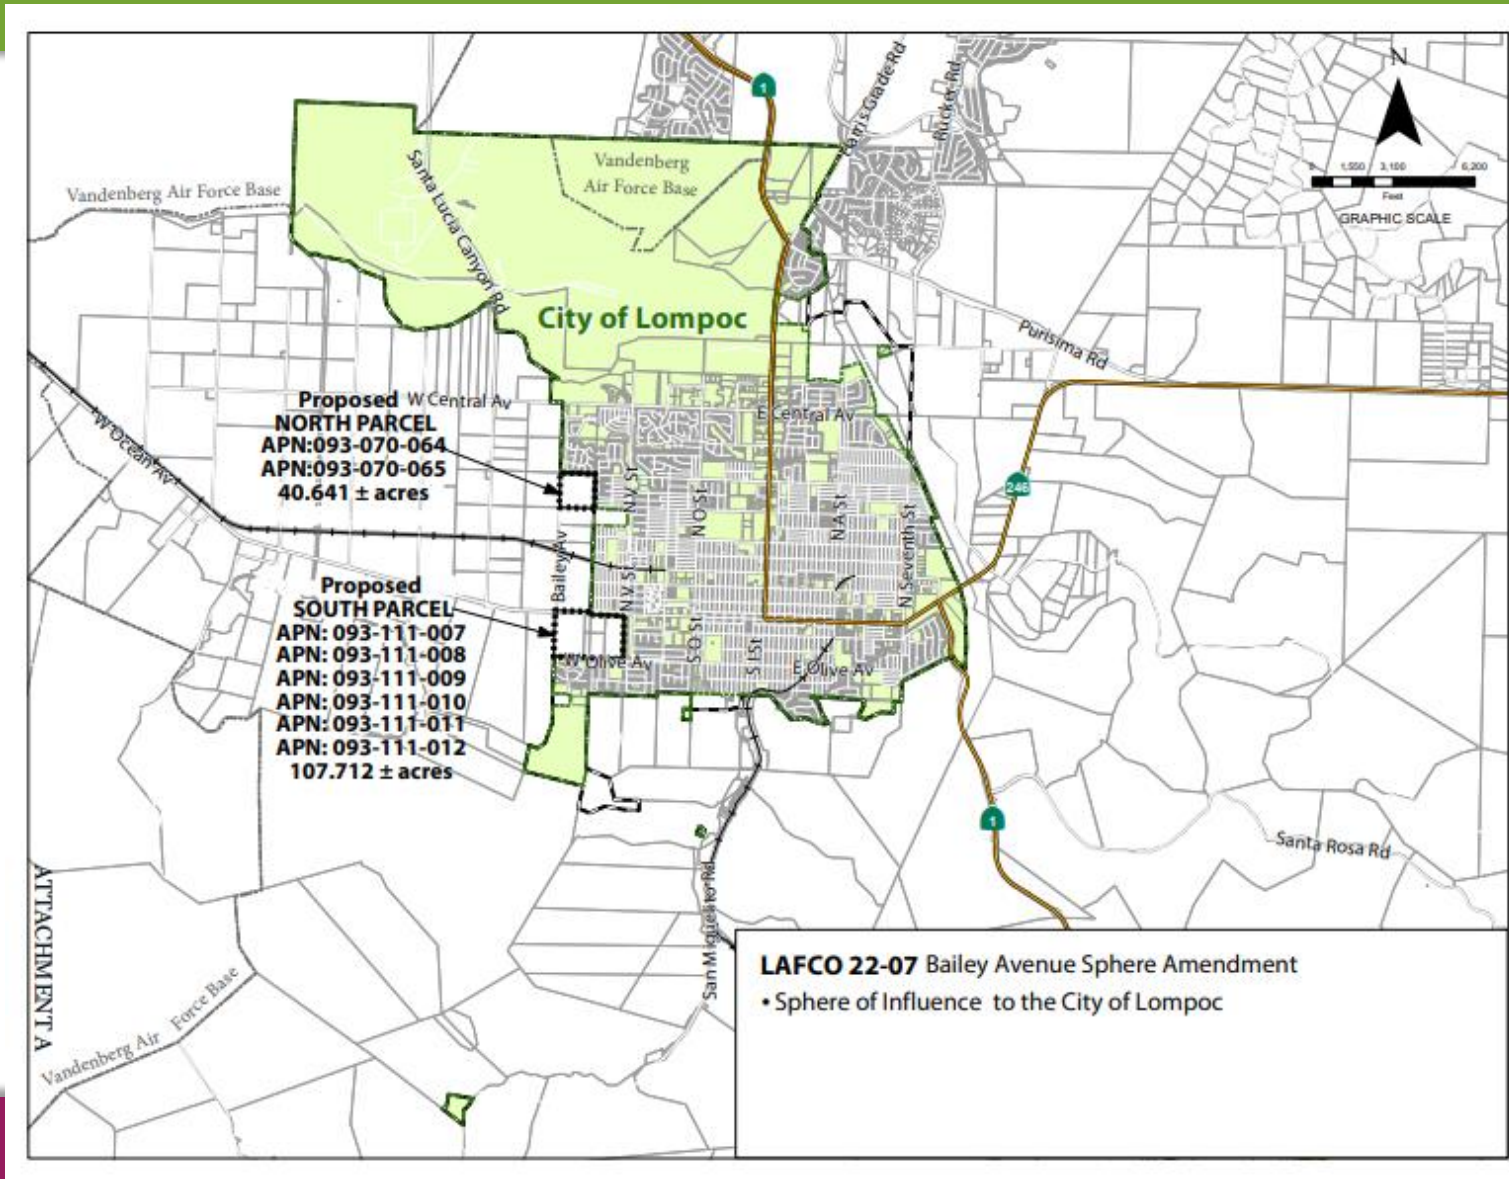 N
0 1,550 3,100 6,200
Feet
GRAPHIC SCALE
1
Harris Grade Rd
Rucker Rd
Vandenberg
Air Force Base
Vandenberg Air Force Base
Santa Lucia Canyon Rd
City of Lompoc
Purisima Rd
Proposed
NORTH PARCEL
APN:093-070-064
APN:093-070-065
40.641 ± acres
W Central Av
E Central Av
W Ocean Av
246
N V St
N O St
N A St
N Seventh St
Bailey Av
N V St
Proposed
SOUTH PARCEL
APN: 093-111-007
APN: 093-111-008
APN: 093-111-009
APN: 093-111-010
APN: 093-111-011
APN: 093-111-012
107.712 ± acres
W Olive Av
S O St
S I St
E Olive Av
1
Santa Rosa Rd
San Miguelito Rd
ATTACHMENT A
Vandenberg Air Force Base
LAFCO 22-07 Bailey Avenue Sphere Amendment
• Sphere of Influence to the City of Lompoc